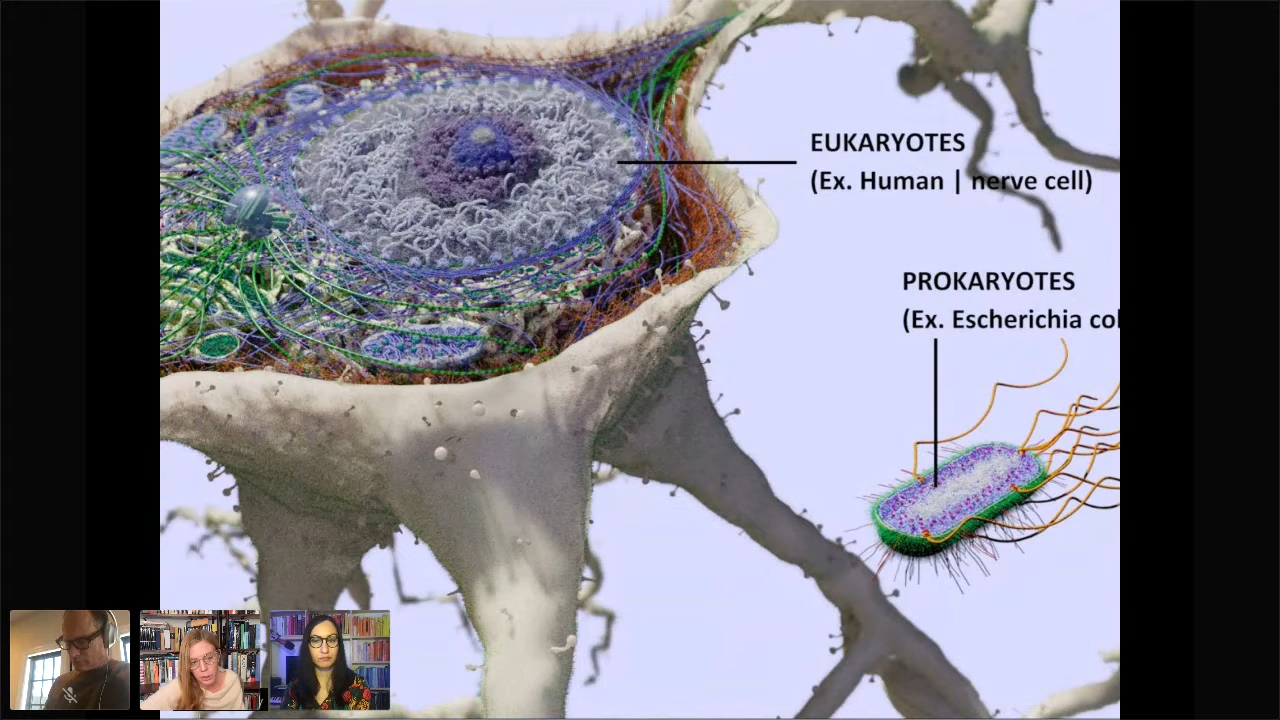 EUKARYOTES
(Ex. Human | nerve cell)
PROKARYOTES
(Ex. Escherichia col